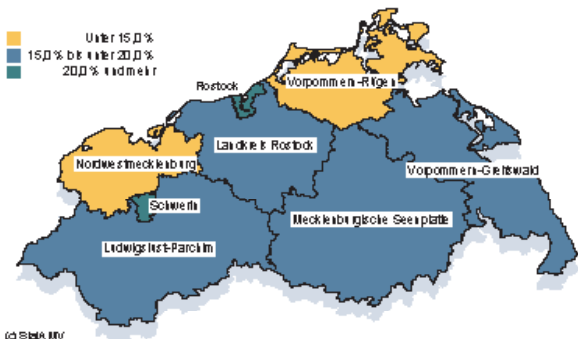 Unter 15,0 %
15,0 % bis unter 20,0 %
20,0 % und mehr
Rostock
Vorpommern-Rügen
Landkreis Rostock
Nordwestmecklenburg
Vorpommern-Greifswald
Schwerin
Mecklenburgische Seenplatte
Ludwigslust-Parchim
(c) StatA MV